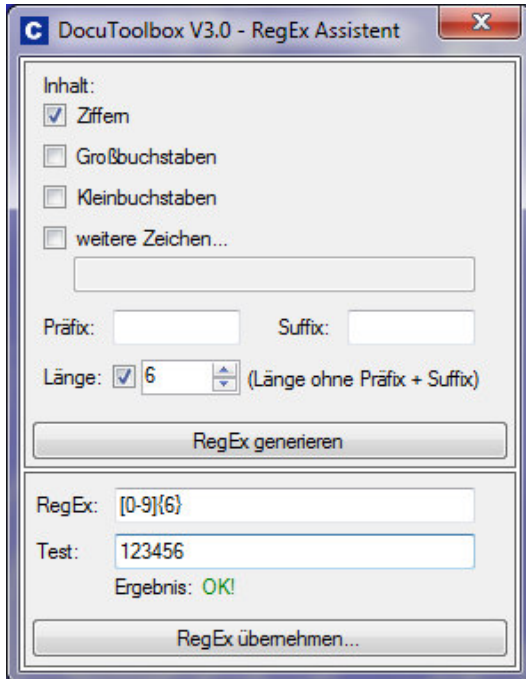 C DocuToolbox V3.0 - RegEx Assistent
Inhalt:
Ziffern
Großbuchstaben
Kleinbuchstaben
weitere Zeichen...
Präfix: Suffix:
Länge: 6 (Länge ohne Präfix + Suffix)
RegEx generieren
RegEx: [0-9]{6}
Test: 123456
Ergebnis: OK!
RegEx übernehmen...